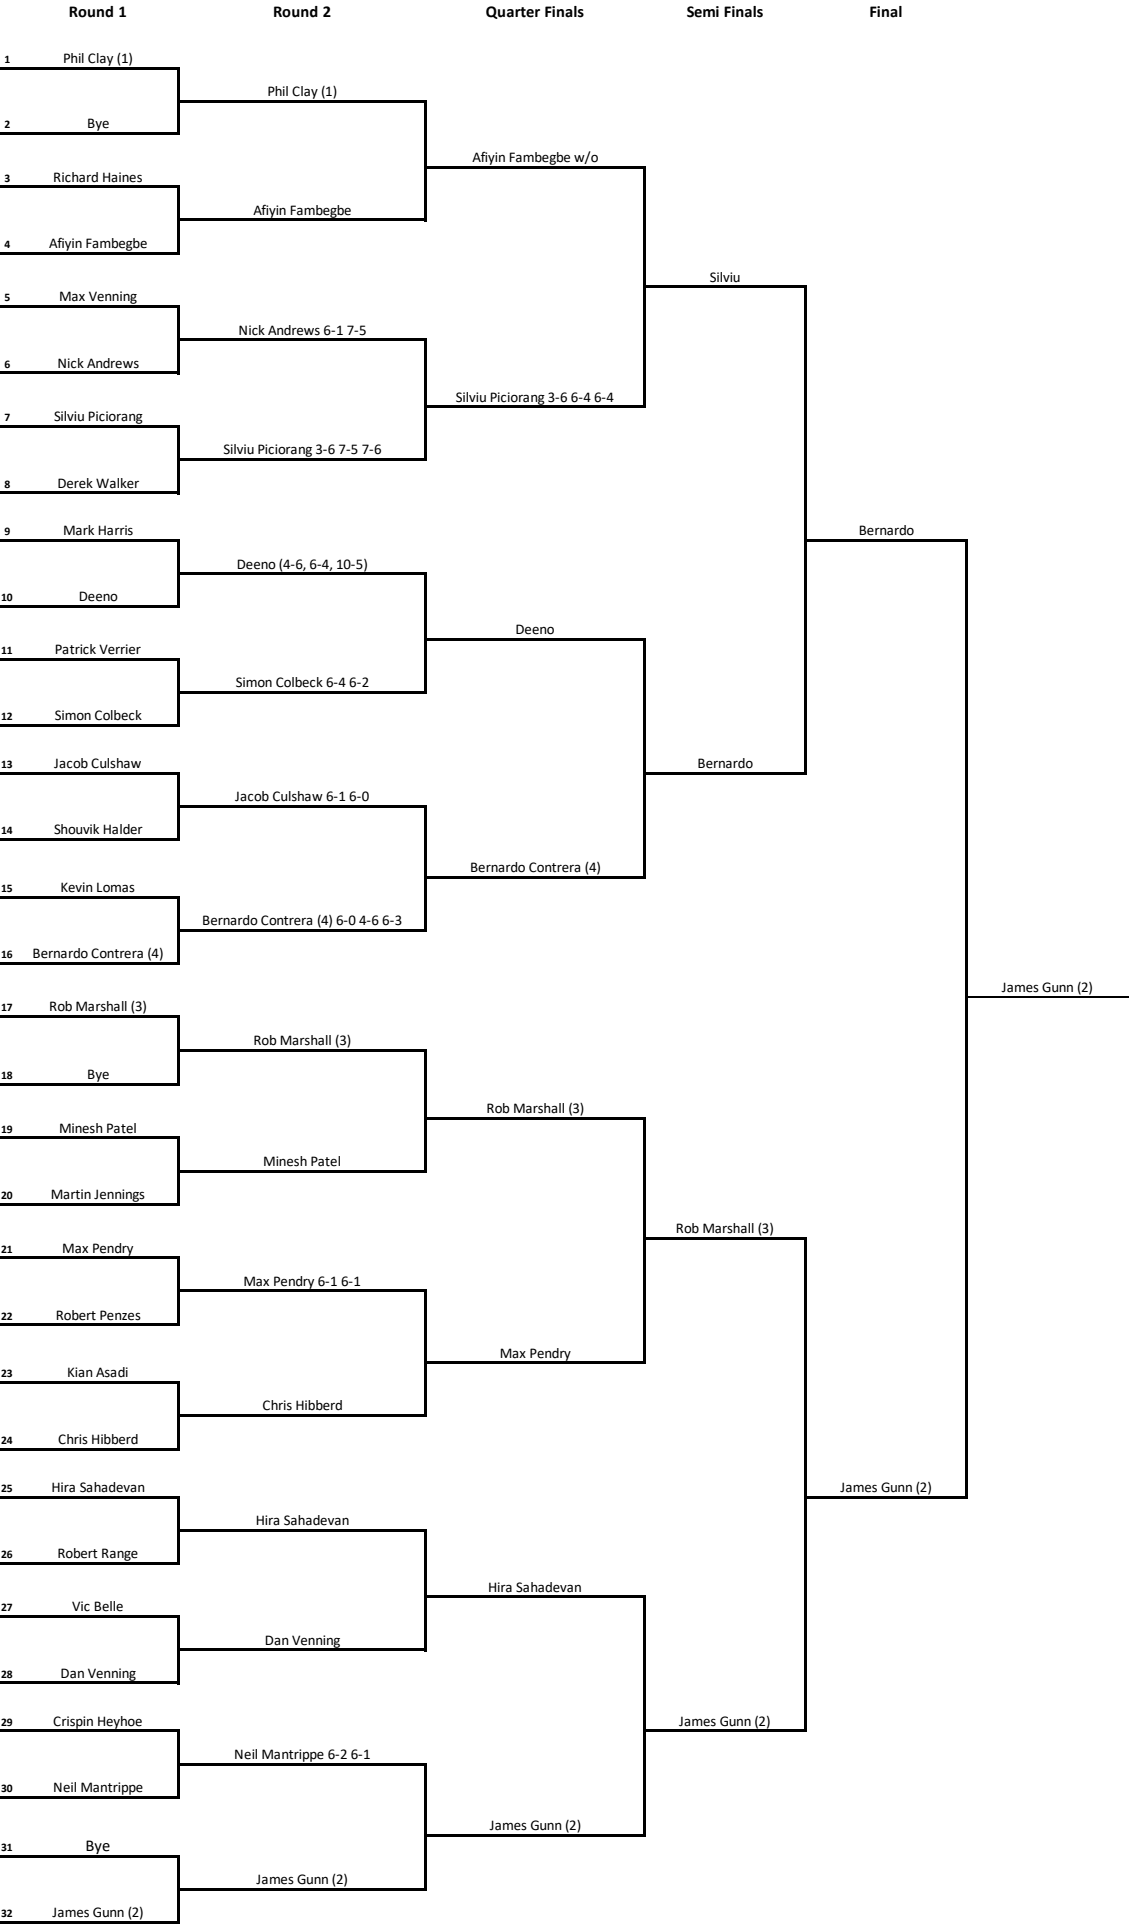 Round 1 Round 2 Quarter Finals Semi Finals Final
1 Phil Clay (1)
Phil Clay (1)
2 Bye
Afiyin Fambegbe w/o
3 Richard Haines
Afiyin Fambegbe
4 Afiyin Fambegbe
Silviu
5 Max Venning
Nick Andrews 6-1 7-5
6 Nick Andrews
Silviu Piciorang 3-6 6-4 6-4
7 Silviu Piciorang
Silviu Piciorang 3-6 7-5 7-6
8 Derek Walker
9 Mark Harris Bernardo
Deeno (4-6, 6-4, 10-5)
10 Deeno
Deeno
11 Patrick Verrier
Simon Colbeck 6-4 6-2
12 Simon Colbeck
13 Jacob Culshaw Bernardo
Jacob Culshaw 6-1 6-0
14 Shouvik Halder
Bernardo Contrera (4)
15 Kevin Lomas
Bernardo Contrera (4) 6-0 4-6 6-3
16 Bernardo Contrera (4)
James Gunn (2)
17 Rob Marshall (3)
Rob Marshall (3)
18 Bye
Rob Marshall (3)
19 Minesh Patel
Minesh Patel
20 Martin Jennings
Rob Marshall (3)
21 Max Pendry
Max Pendry 6-1 6-1
22 Robert Penzes
Max Pendry
23 Kian Asadi
Chris Hibberd
24 Chris Hibberd
25 Hira Sahadevan James Gunn (2)
Hira Sahadevan
26 Robert Range
Hira Sahadevan
27 Vic Belle
Dan Venning
28 Dan Venning
29 Crispin Heyhoe James Gunn (2)
Neil Mantrippe 6-2 6-1
30 Neil Mantrippe
James Gunn (2)
31 Bye
James Gunn (2)
32 James Gunn (2)